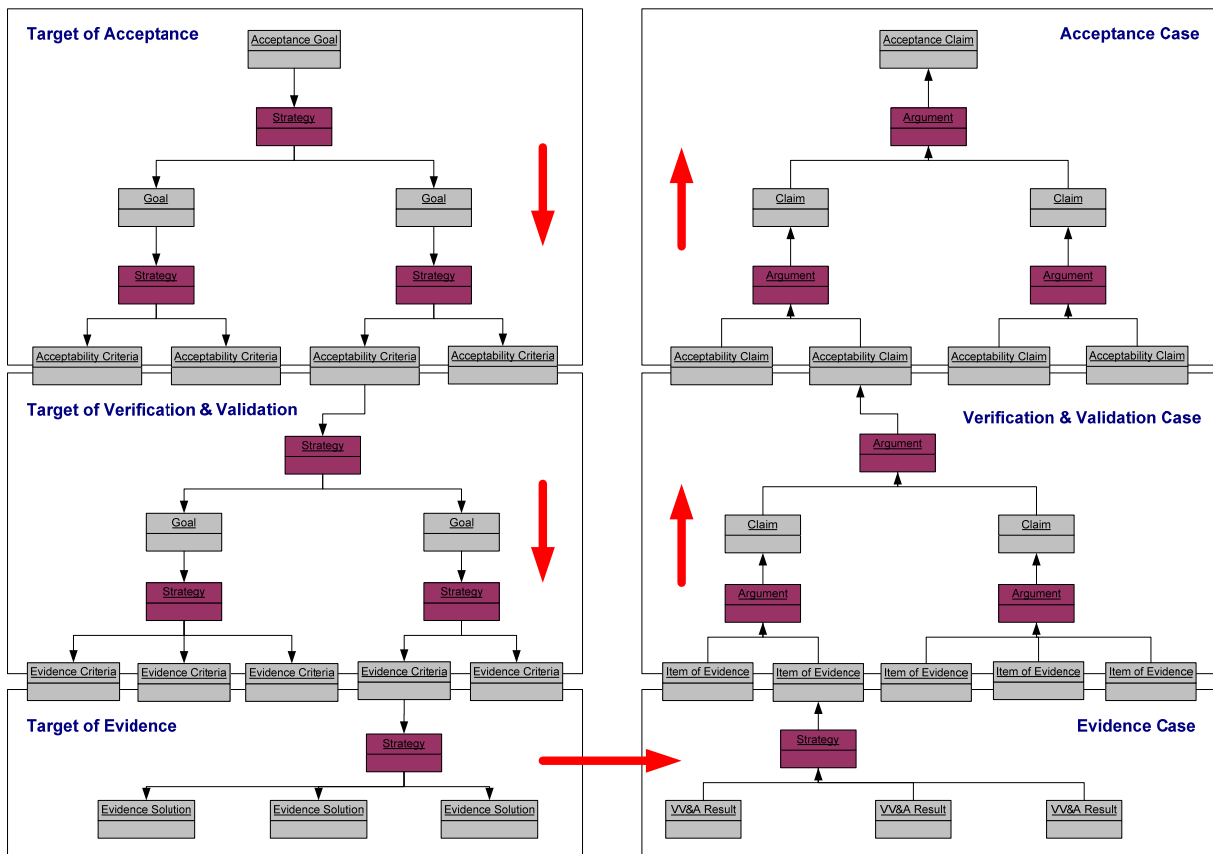 Target of Acceptance
Acceptance Goal
Strategy
Goal
Goal
Strategy
Strategy
Acceptability Criteria
Acceptability Criteria
Acceptability Criteria
Acceptability Criteria
Target of Verification & Validation
Strategy
Goal
Goal
Strategy
Strategy
Evidence Criteria
Evidence Criteria
Evidence Criteria
Evidence Criteria
Evidence Criteria
Target of Evidence
Strategy
Evidence Solution
Evidence Solution
Evidence Solution
Acceptance Case
Acceptance Claim
Argument
Claim
Claim
Argument
Argument
Acceptability Claim
Acceptability Claim
Acceptability Claim
Acceptability Claim
Verification & Validation Case
Argument
Claim
Claim
Argument
Argument
Item of Evidence
Item of Evidence
Item of Evidence
Item of Evidence
Item of Evidence
Evidence Case
Strategy
VV&A Result
VV&A Result
VV&A Result